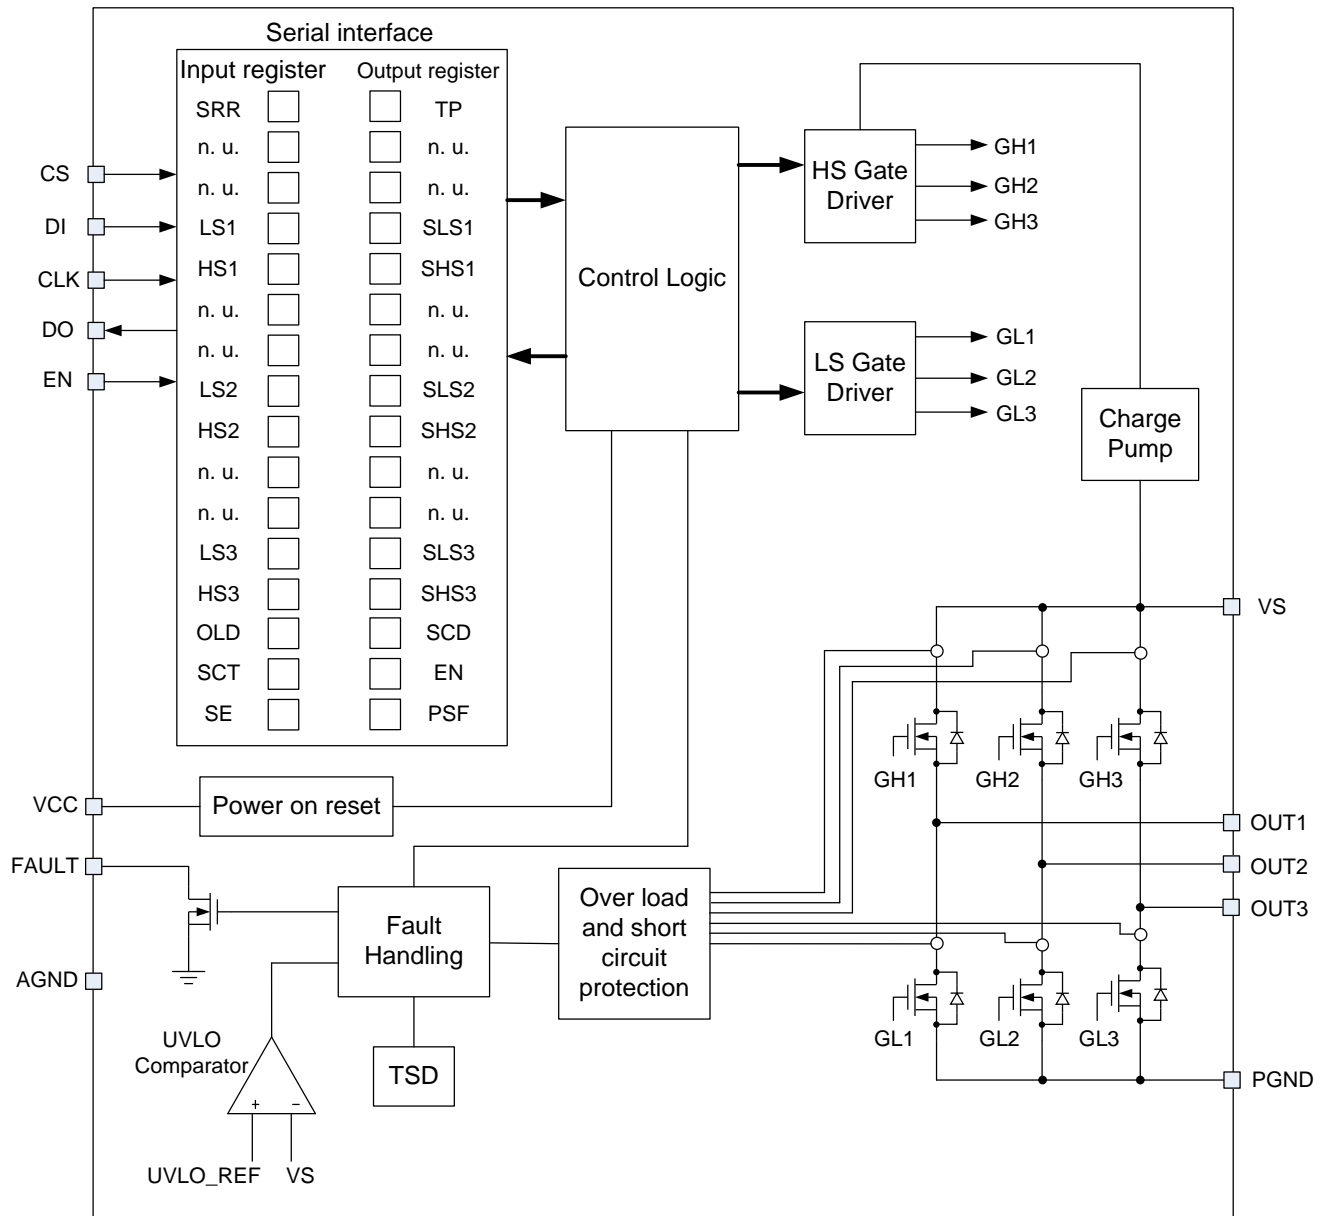 Serial interface
Input register
Output register
SRR
TP
n. u.
n. u.
n. u.
n. u.
LS1
SLS1
HS1
SHS1
n. u.
n. u.
n. u.
n. u.
LS2
SLS2
HS2
SHS2
n. u.
n. u.
n. u.
n. u.
LS3
SLS3
HS3
SHS3
OLD
SCD
SCT
EN
SE
PSF
CS
DI
CLK
DO
EN
Control Logic
HS Gate
Driver
GH1
GH2
GH3
LS Gate
Driver
GL1
GL2
GL3
Charge
Pump
VS
GH1
GH2
GH3
VCC
Power on reset
OUT1
OUT2
OUT3
FAULT
Fault
Handling
Over load
and short
circuit
protection
AGND
GL1
GL2
GL3
UVLO
Comparator
TSD
PGND
+
−
UVLO_REF
VS